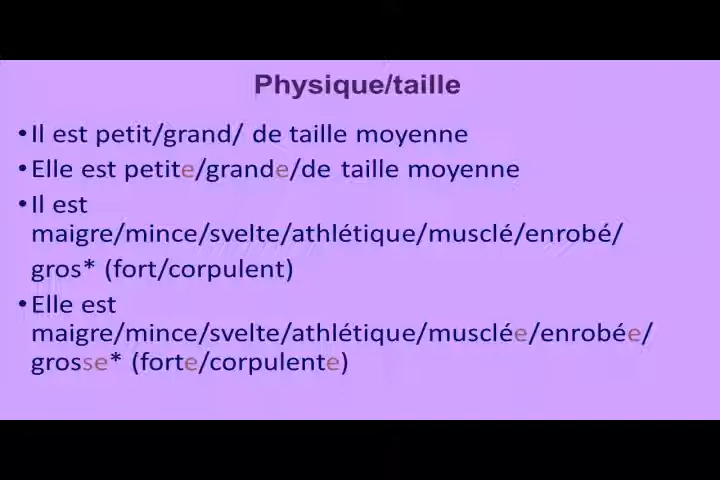 Physique/taille
•Il est petit/grand/ de taille moyenne
•Elle est petite/grande/de taille moyenne
•Il est
maigre/mince/svelte/athlétique/musclé/enrobé/
gros* (fort/corpulent)
•Elle est
maigre/mince/svelte/athlétique/musclée/enrobée/
grosse* (forte/corpulente)